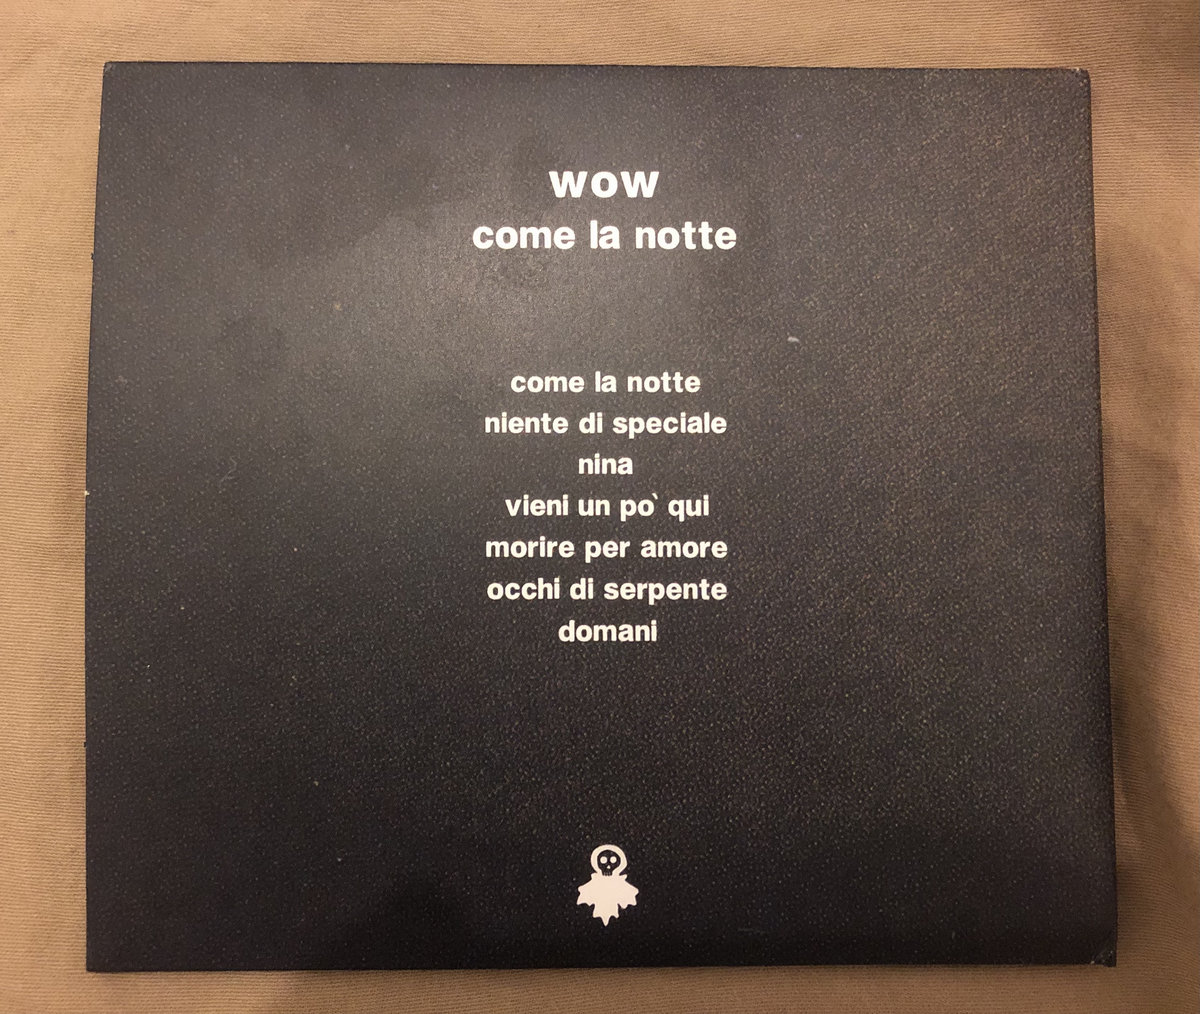 wow
come la notte
come la notte
niente di speciale
nina
vieni un po` qui
morire per amore
occhi di serpente
domani